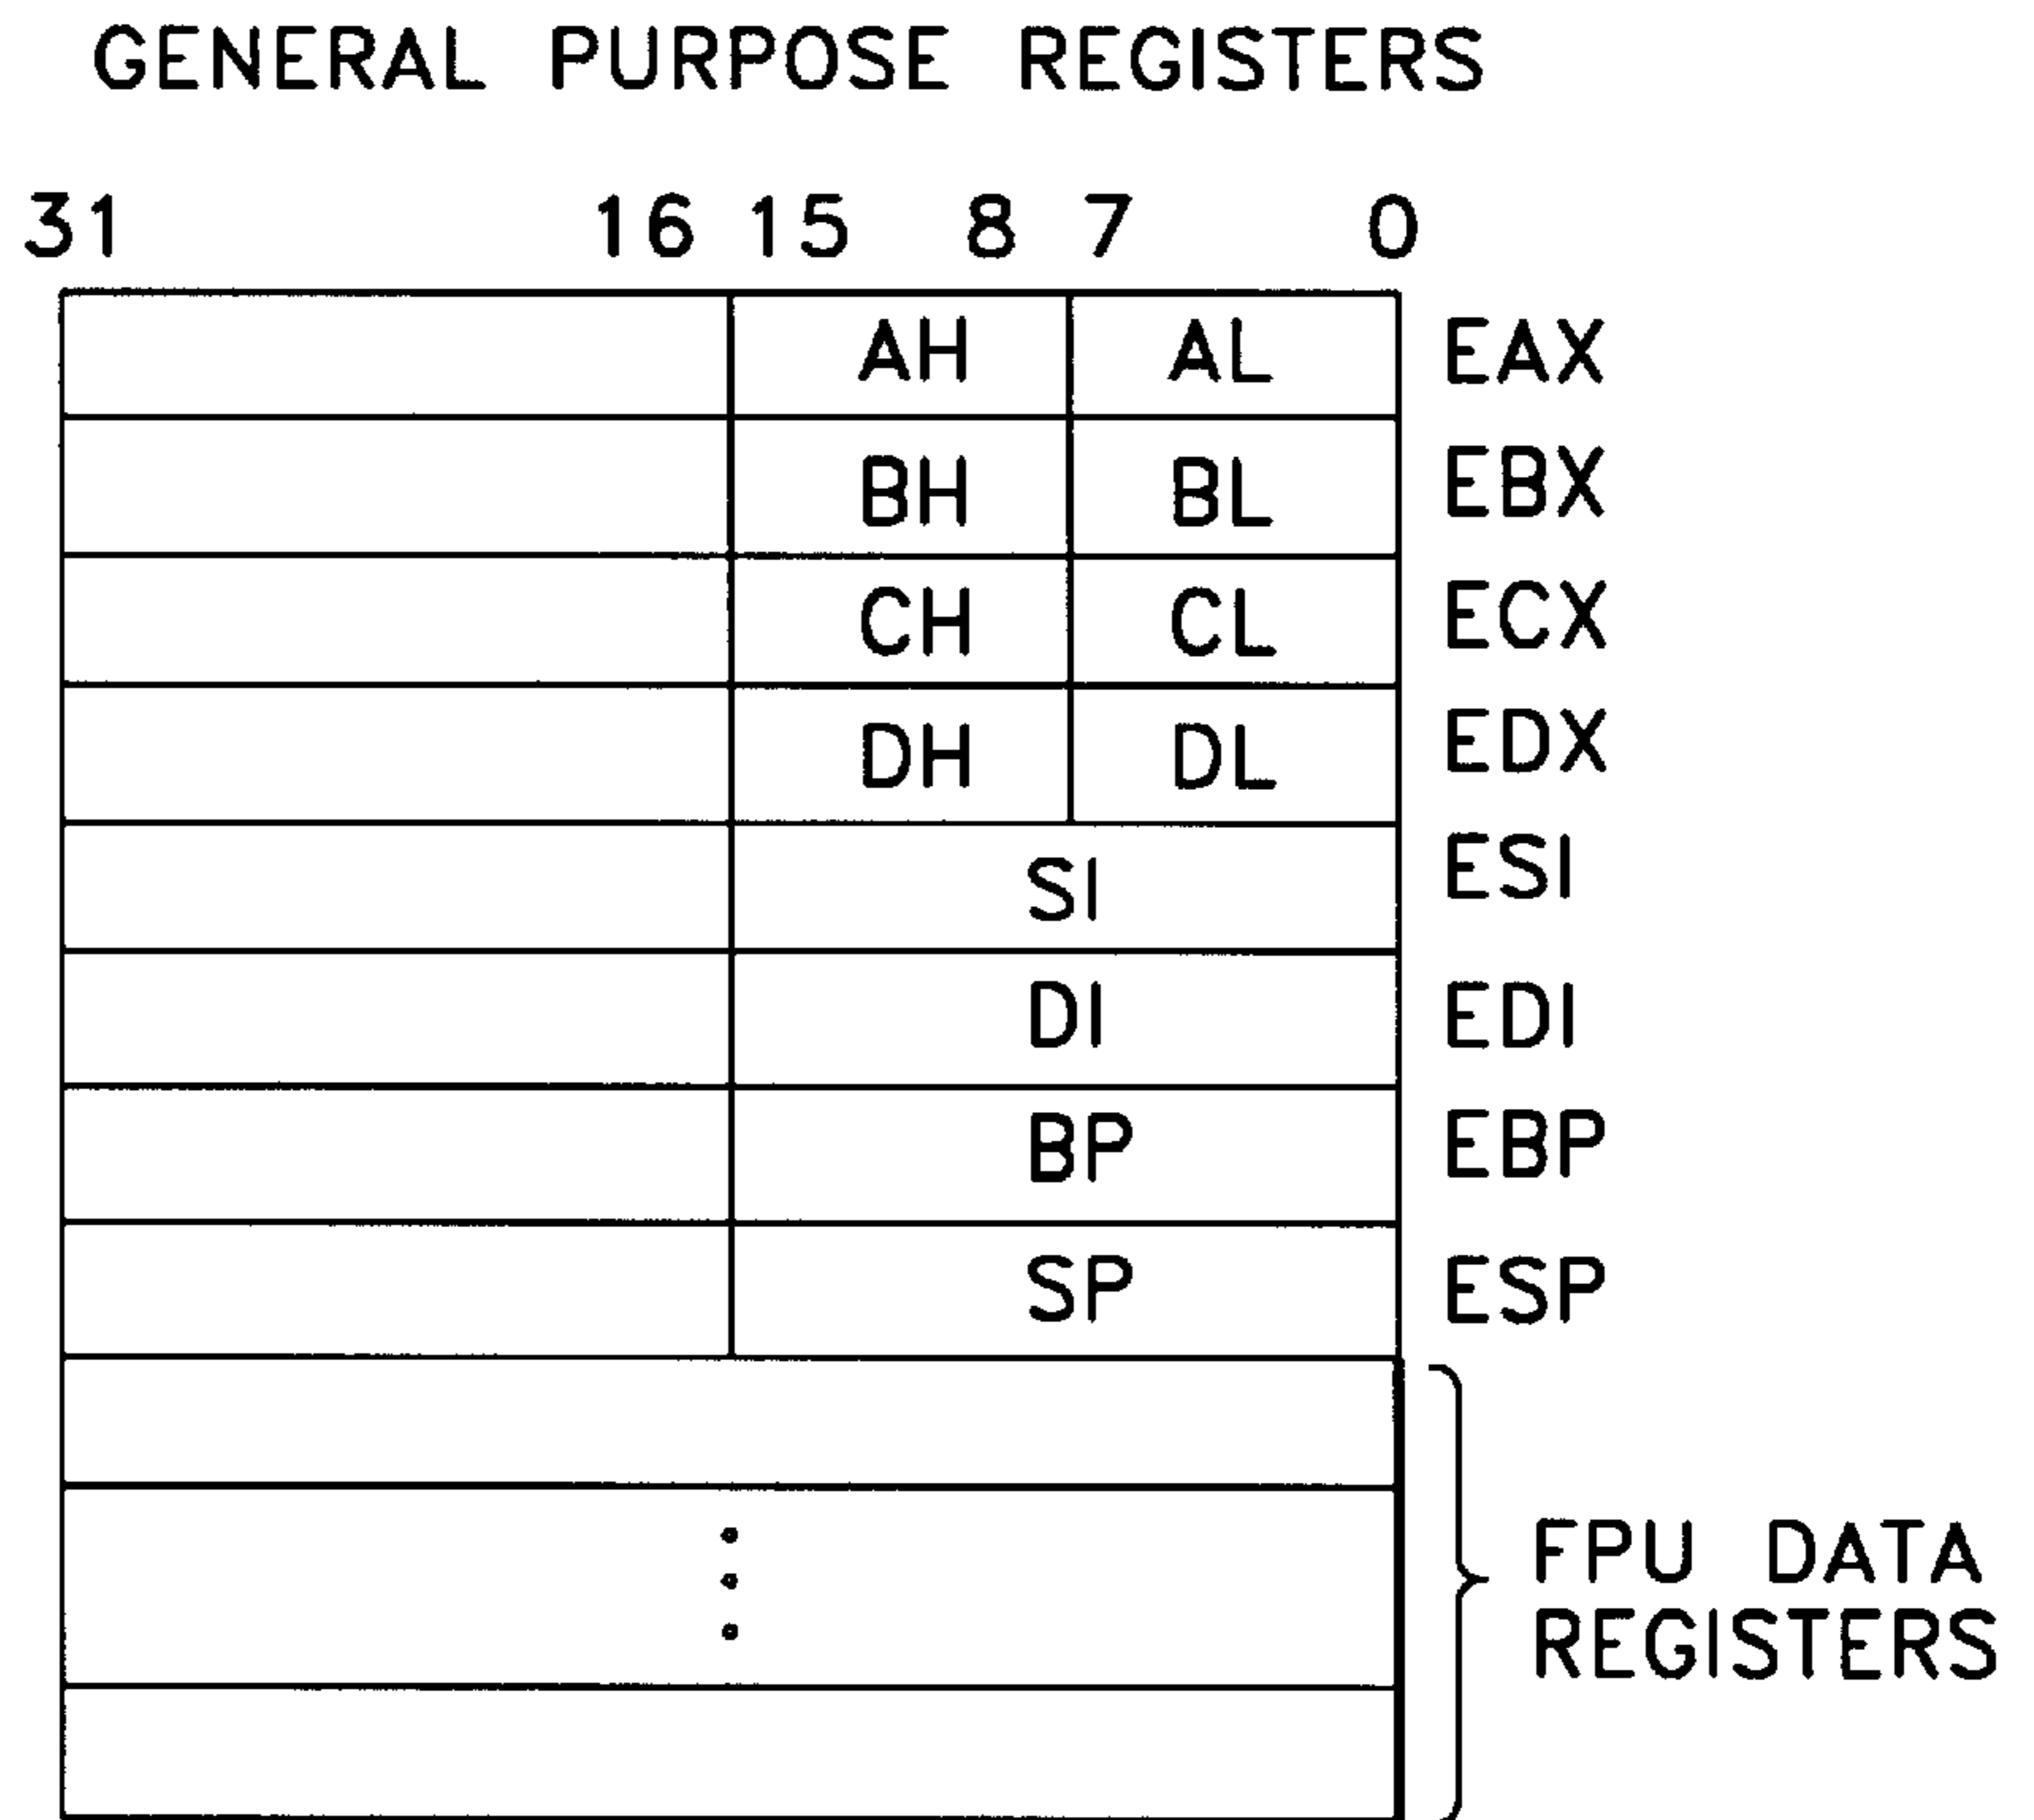 GENERAL PURPOSE REGISTERS
31 16 15 8 7 0
AH AL EAX
BH BL EBX
CH CL ECX
DH DL EDX
SI ESI
DI EDI
BP EBP
SP ESP
FPU DATA
REGISTERS